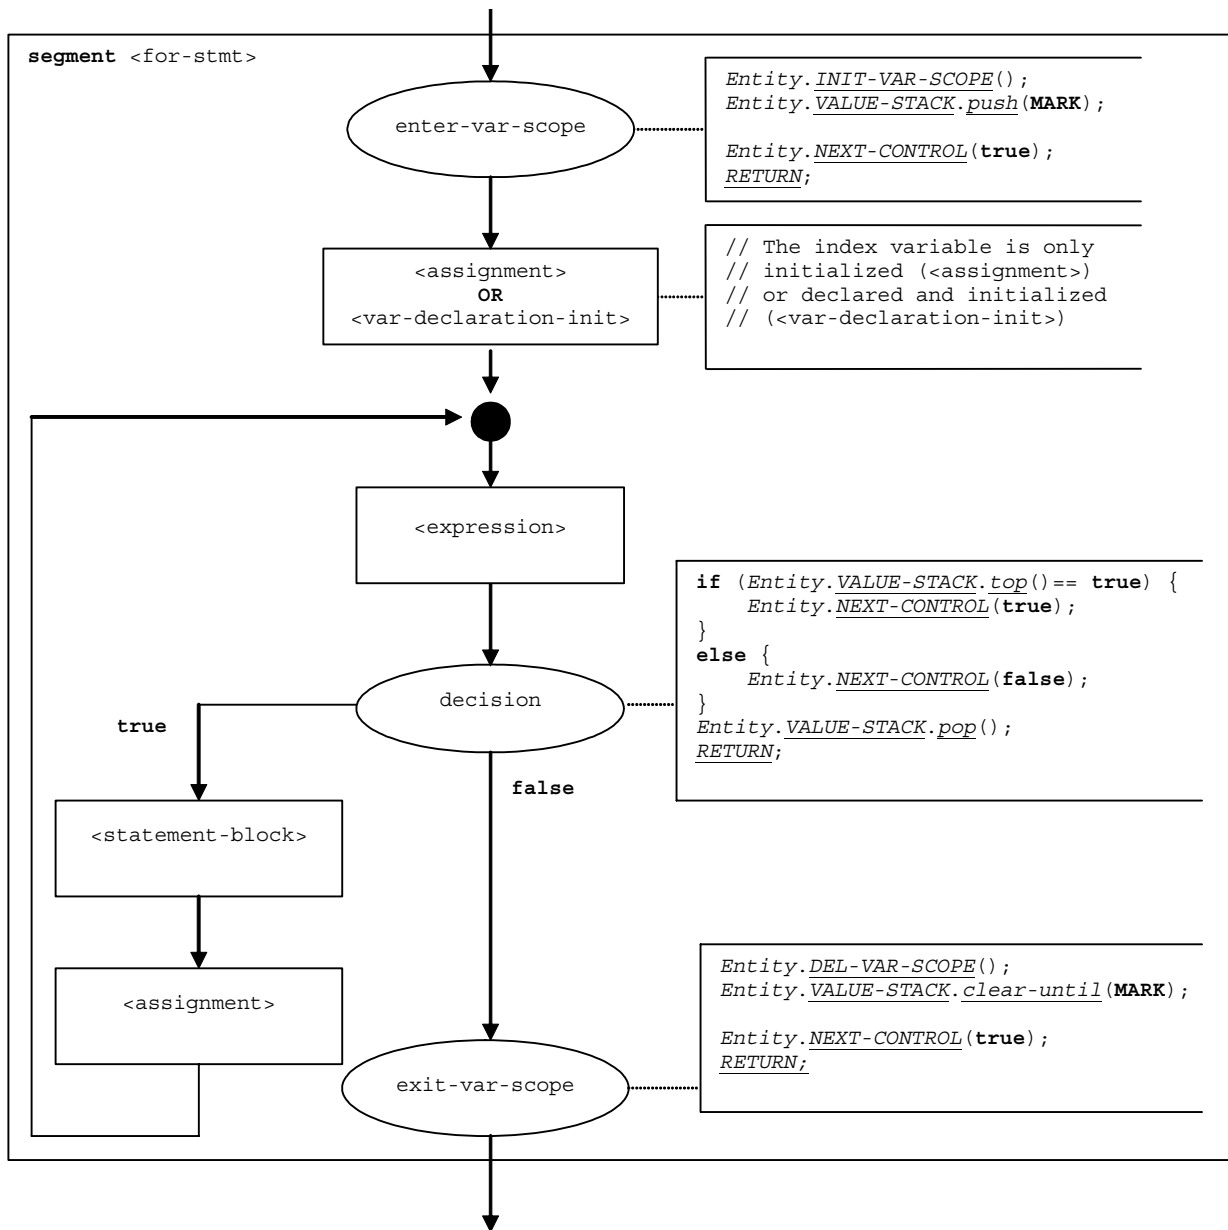 segment <for-stmt>
enter-var-scope
Entity.INIT-VAR-SCOPE();
Entity.VALUE-STACK.push(MARK);
Entity.NEXT-CONTROL(true);
RETURN;
<assignment>
OR
<var-declaration-init>
// The index variable is only
// initialized (<assignment>)
// or declared and initialized
// (<var-declaration-init>)
<expression>
decision
if (Entity.VALUE-STACK.top()== true) {
Entity.NEXT-CONTROL(true);
}
else {
Entity.NEXT-CONTROL(false);
}
Entity.VALUE-STACK.pop();
RETURN;
true
false
<statement-block>
<assignment>
exit-var-scope
Entity.DEL-VAR-SCOPE();
Entity.VALUE-STACK.clear-until(MARK);
Entity.NEXT-CONTROL(true);
RETURN;